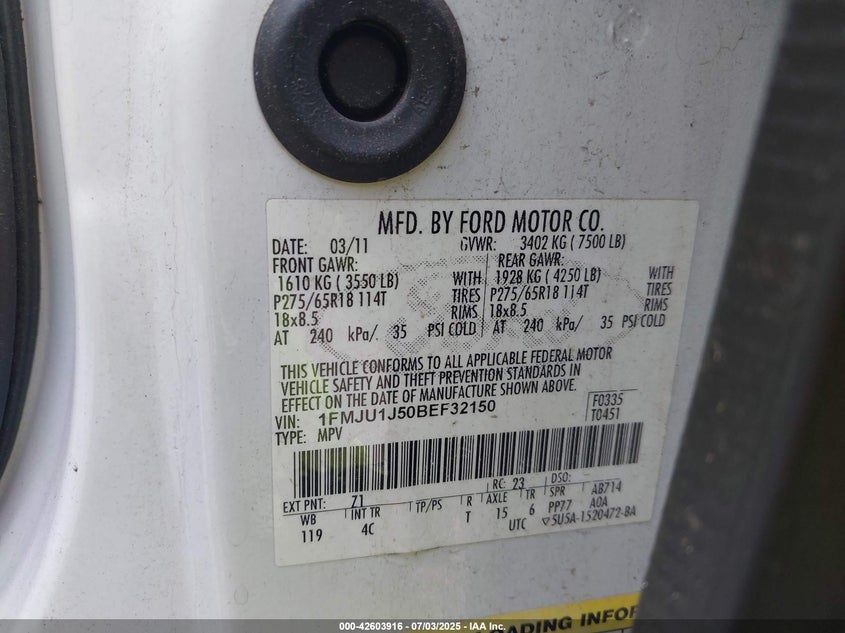 MFD. BY FORD MOTOR CO.
DATE: 03/11 GVWR: 3402 KG ( 7500 LB)
FRONT GAWR: REAR GAWR:
1610 KG ( 3550 LB) WITH 1928 KG ( 4250 LB) WITH
P275/65R18 114T TIRES P275/65R18 114T TIRES
18x8.5 RIMS 18x8.5 RIMS
AT 240 kPa/. 35 PSI COLD AT 240 kPa/ 35 PSI COLD
THIS VEHICLE CONFORMS TO ALL APPLICABLE FEDERAL MOTOR
VEHICLE SAFETY AND THEFT PREVENTION STANDARDS IN
EFFECT ON THE DATE OF MANUFACTURE SHOWN ABOVE.
VIN: 1FMJU1J50BEF32150 F0335
TYPE: MPV T0451
EXT PNT: Z1 RC: 23 DSO:
WB INT TR TP/PS R AXLE TR SPR AB714
119 4C T 15 6 PP77 A0A
UTC 5U5A-1520472-BA
LOADING INFOR
000-42603916 - 07/03/2025 - IAA Inc.